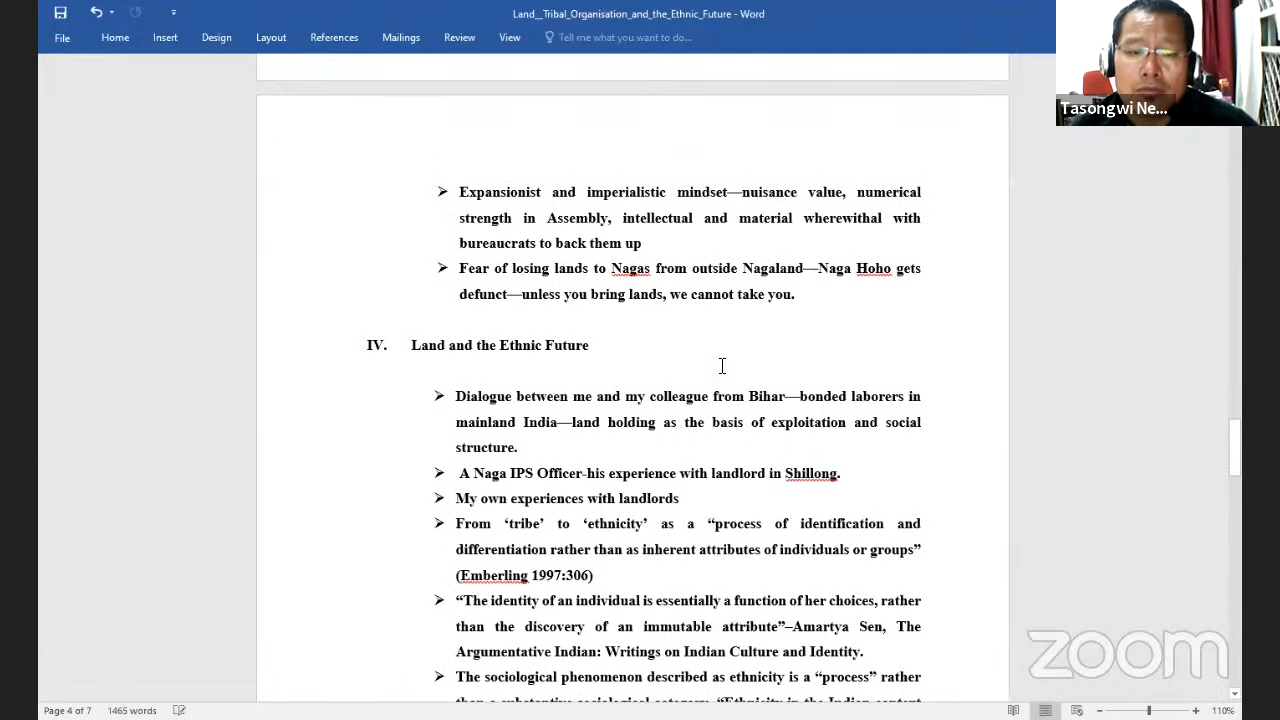 Land__Tribal_Organisation_and_the_Ethnic_Future - Word
File Home Insert Design Layout References Mailings Review View Tell me what you want to do...
Tasongwi Ne...
Expansionist and imperialistic mindset—nuisance value, numerical
strength in Assembly, intellectual and material wherewithal with
bureaucrats to back them up
Fear of losing lands to Nagas from outside Nagaland—Naga Hoho gets
defunct—unless you bring lands, we cannot take you.
IV. Land and the Ethnic Future
Dialogue between me and my colleague from Bihar—bonded laborers in
mainland India—land holding as the basis of exploitation and social
structure.
A Naga IPS Officer-his experience with landlord in Shillong.
My own experiences with landlords
From ‘tribe’ to ‘ethnicity’ as a “process of identification and
differentiation rather than as inherent attributes of individuals or groups”
(Emberling 1997:306)
“The identity of an individual is essentially a function of her choices, rather
than the discovery of an immutable attribute”–Amartya Sen, The
Argumentative Indian: Writings on Indian Culture and Identity.
The sociological phenomenon described as ethnicity is a “process” rather
than a substantive sociological category. “Ethnicity in the Indian context
zoom
Page 4 of 7 1465 words 110%